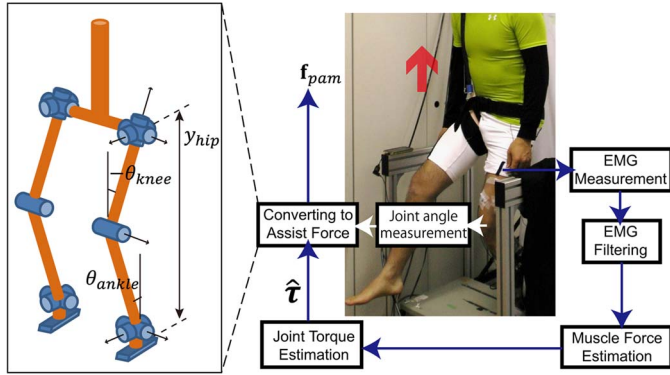 f_pam
y_hip
θ_knee
EMG
Measurement
Converting to
Assist Force
Joint angle
measurement
EMG
Filtering
θ_ankle
τ̂
Joint Torque
Estimation
Muscle Force
Estimation